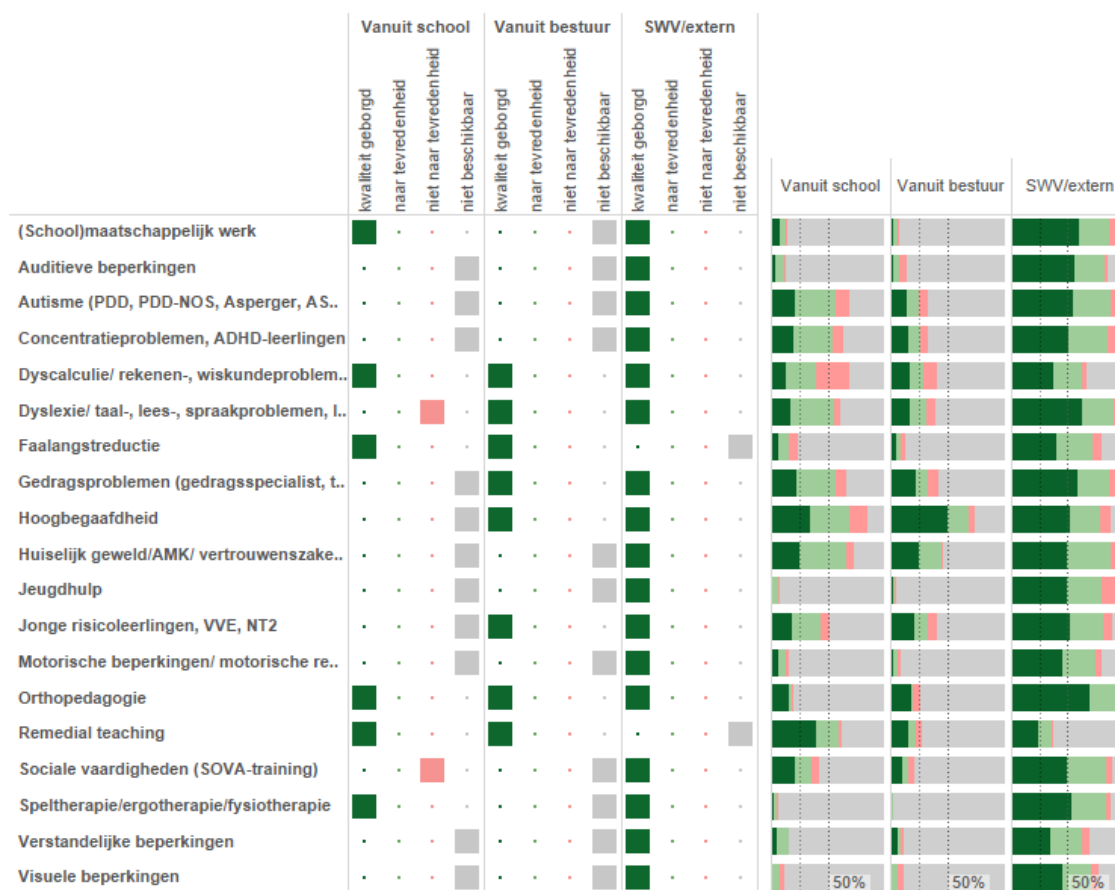 Vanuit school Vanuit bestuur SWV/extern
kwaliteit geborgd
naar tevredenheid
niet naar tevredenheid
niet beschikbaar
kwaliteit geborgd
naar tevredenheid
niet naar tevredenheid
niet beschikbaar
kwaliteit geborgd
naar tevredenheid
niet naar tevredenheid
niet beschikbaar
Vanuit school Vanuit bestuur SWV/extern
(School)maatschappelijk werk
Auditieve beperkingen
Autisme (PDD, PDD-NOS, Asperger, AS..
Concentratieproblemen, ADHD-leerlingen
Dyscalculie/ rekenen-, wiskundeproblem..
Dyslexie/ taal-, lees-, spraakproblemen, l..
Faalangstreductie
Gedragsproblemen (gedragsspecialist, t..
Hoogbegaafdheid
Huiselijk geweld/AMK/ vertrouwenszake..
Jeugdhulp
Jonge risicoleerlingen, VVE, NT2
Motorische beperkingen/ motorische re..
Orthopedagogie
Remedial teaching
Sociale vaardigheden (SOVA-training)
Speltherapie/ergotherapie/fysiotherapie
Verstandelijke beperkingen
Visuele beperkingen
50% 50% 50%